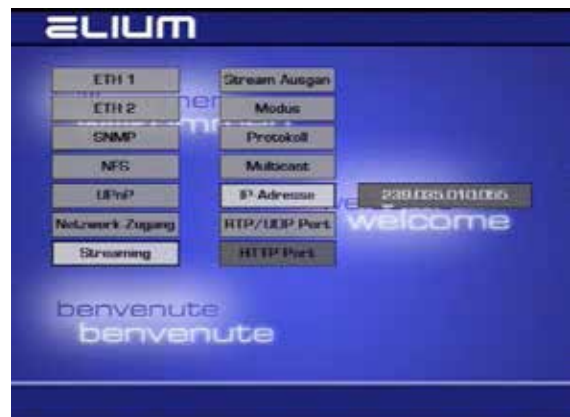 ELIUM
ETH 1
ETH 2
SNMP
NFS
UPnP
Netzwerk Zugang
Streaming
Stream Ausgan
Modus
Protokoll
Multicast
IP-Adresse
RTP/UDP Port
HTTP Port
239.035.010.055
welcome
benvenute
benvenute